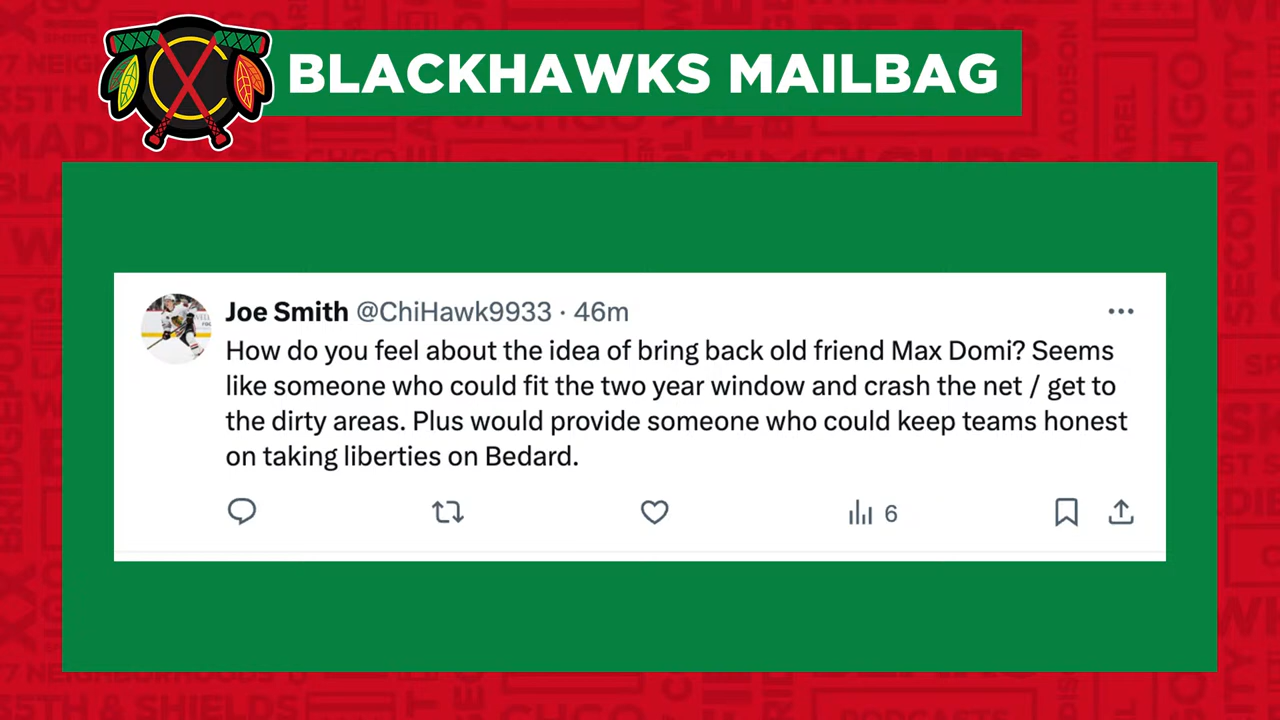 BLACKHAWKS MAILBAG
Joe Smith @ChiHawk9933 · 46m
How do you feel about the idea of bring back old friend Max Domi? Seems
like someone who could fit the two year window and crash the net / get to
the dirty areas. Plus would provide someone who could keep teams honest
on taking liberties on Bedard.
6